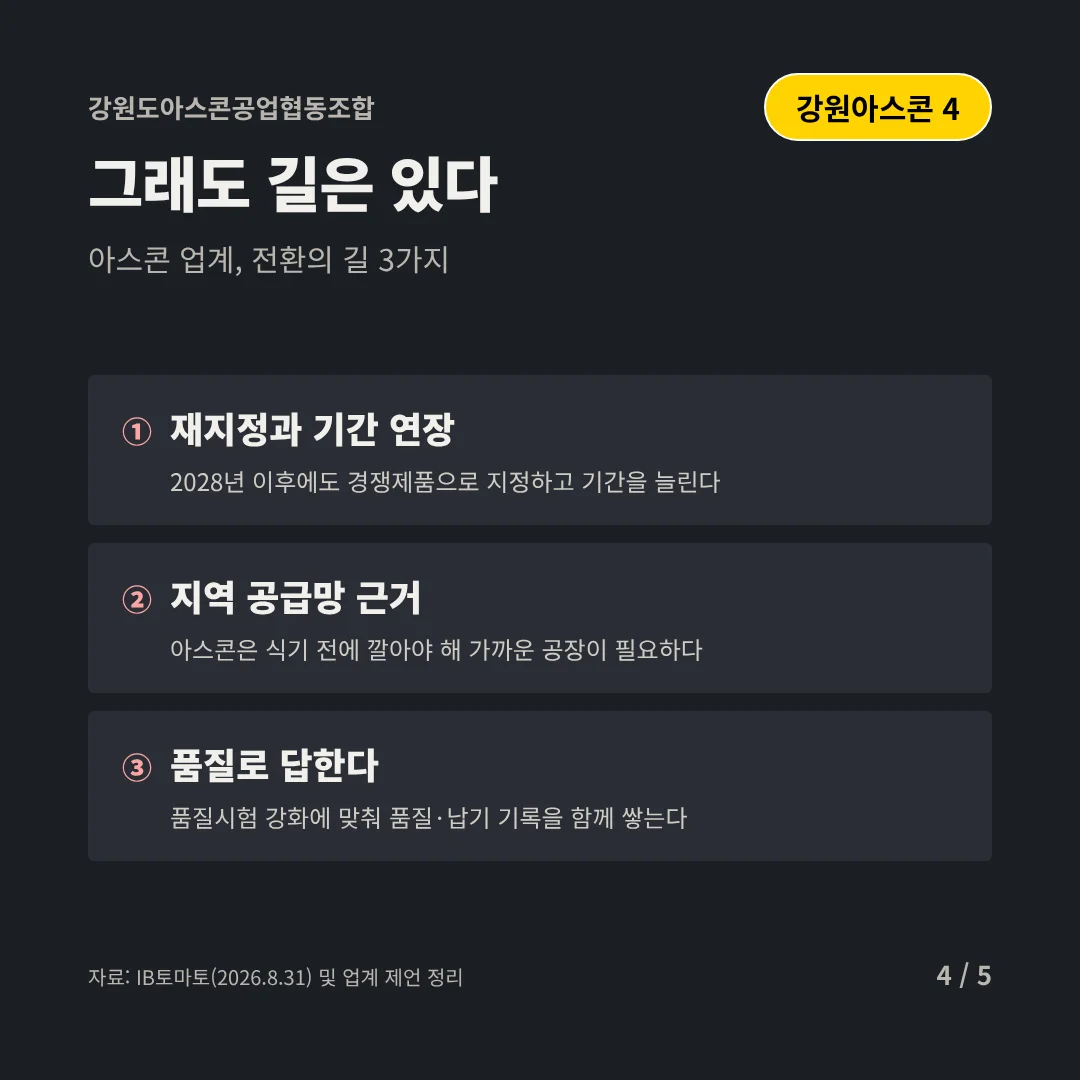 강원도아스콘공업협동조합
강원아스콘 4
그래도 길은 있다
아스콘 업계, 전환의 길 3가지
① 재지정과 기간 연장
2028년 이후에도 경쟁제품으로 지정하고 기간을 늘린다
② 지역 공급망 근거
아스콘은 식기 전에 깔아야 해 가까운 공장이 필요하다
③ 품질로 답한다
품질시험 강화에 맞춰 품질·납기 기록을 함께 쌓는다
자료: IB토마토(2026.8.31) 및 업계 제언 정리
4 / 5